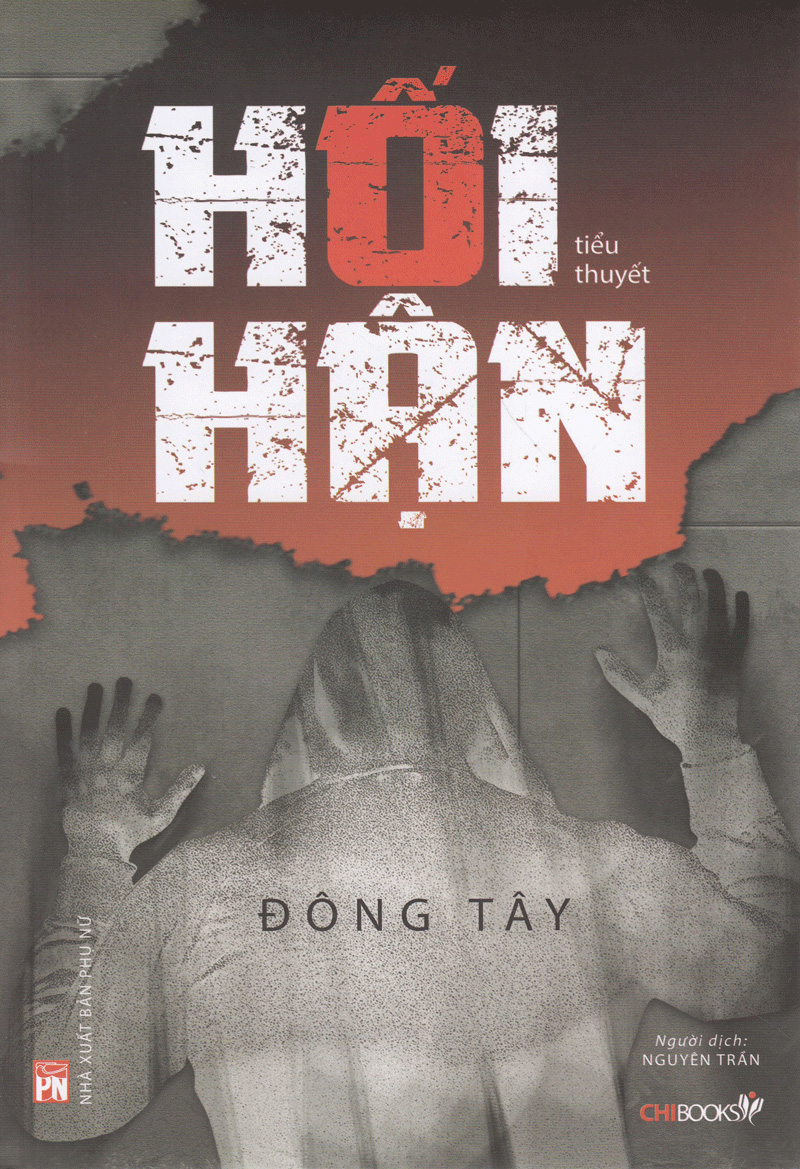 HỐI
tiểu
thuyết
HẬN
ĐÔNG TÂY
NHÀ XUẤT BẢN PHỤ NỮ
PN
Người dịch:
NGUYÊN TRẦN
CHIBOOKS